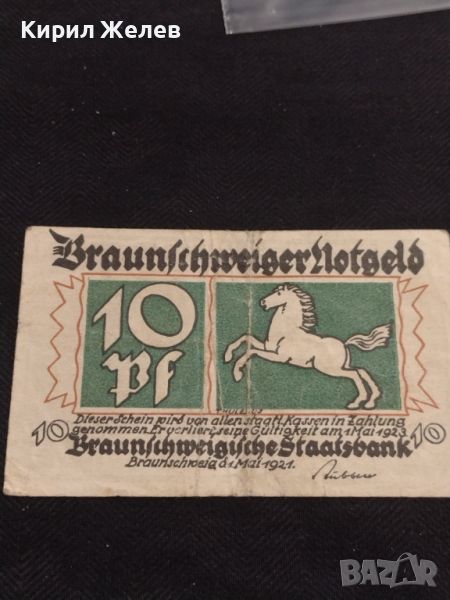 Кирил Желев
Braunschweiger Notgeld
10
Pf
Dieser Schein wird von allen staatl. Kassen in Zahlung
10 genommen. Er verliert seine Gültigkeit am 1 Mai 1923. 10
Braunschweigische Staatsbank
Braunschweig d. 1 Mai 1921.
BAZAR